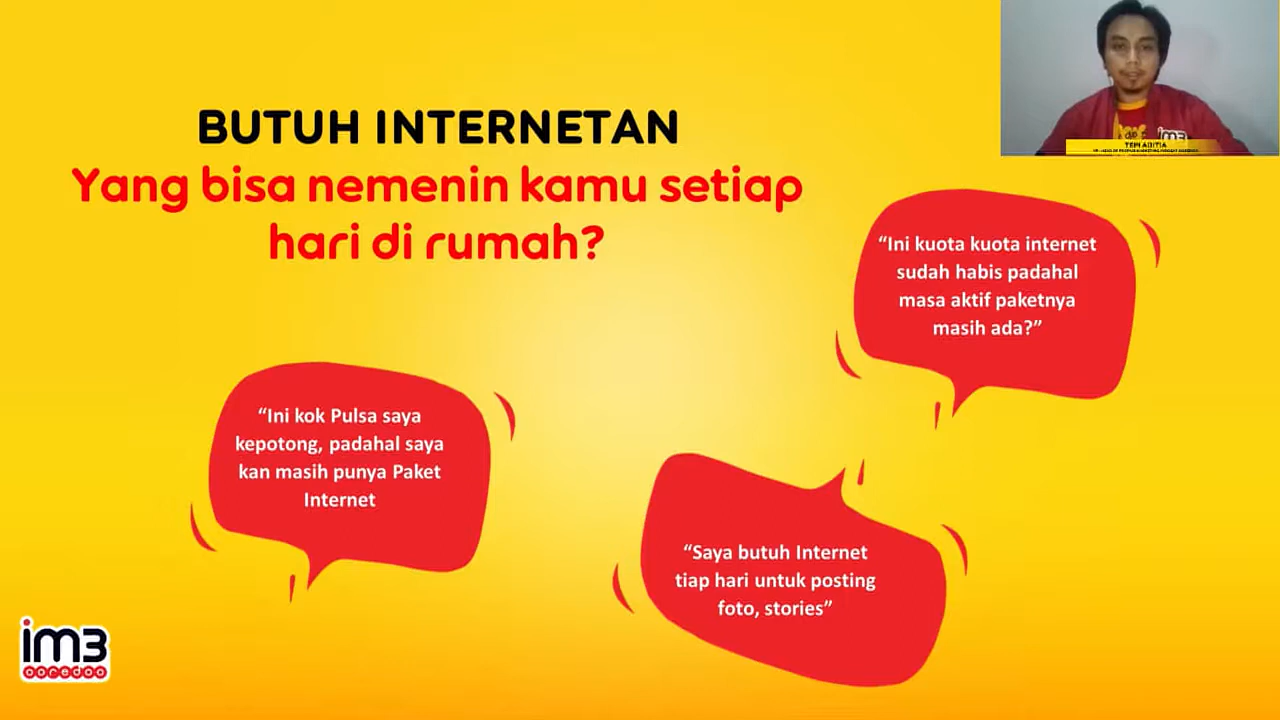 BUTUH INTERNETAN
Yang bisa nemenin kamu setiap
hari di rumah?
“Ini kuota kuota internet
sudah habis padahal
masa aktif paketnya
masih ada?”
“Ini kok Pulsa saya
kepotong, padahal saya
kan masih punya Paket
Internet
“Saya butuh Internet
tiap hari untuk posting
foto, stories”
im3
ooredoo
im3